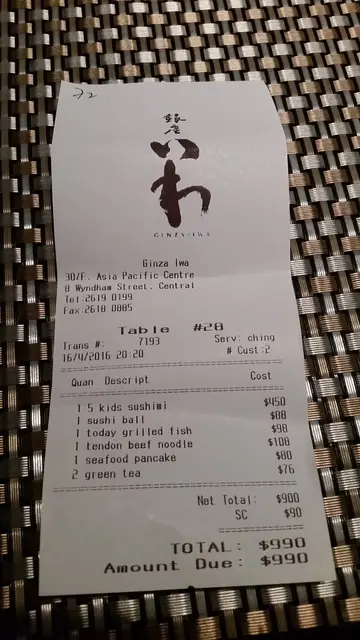 32
銀座
いわ
GINZA IWA
Ginza Iwa
30/F. Asia Pacific Centre
8 Wyndham Street. Central
Tel:2619 0199
Fax:2618 0885
Table #28
Trans #: 7193 Serv: ching
16/4/2016 20:20 # Cust:2
Quan Descript Cost
1 5 kids sushimi $450
1 sushi ball $88
1 today grilled fish $98
1 tendon beef noodle $108
1 seafood pancake $80
2 green tea $76
Net Total: $900
SC $90
TOTAL: $990
Amount Due: $990